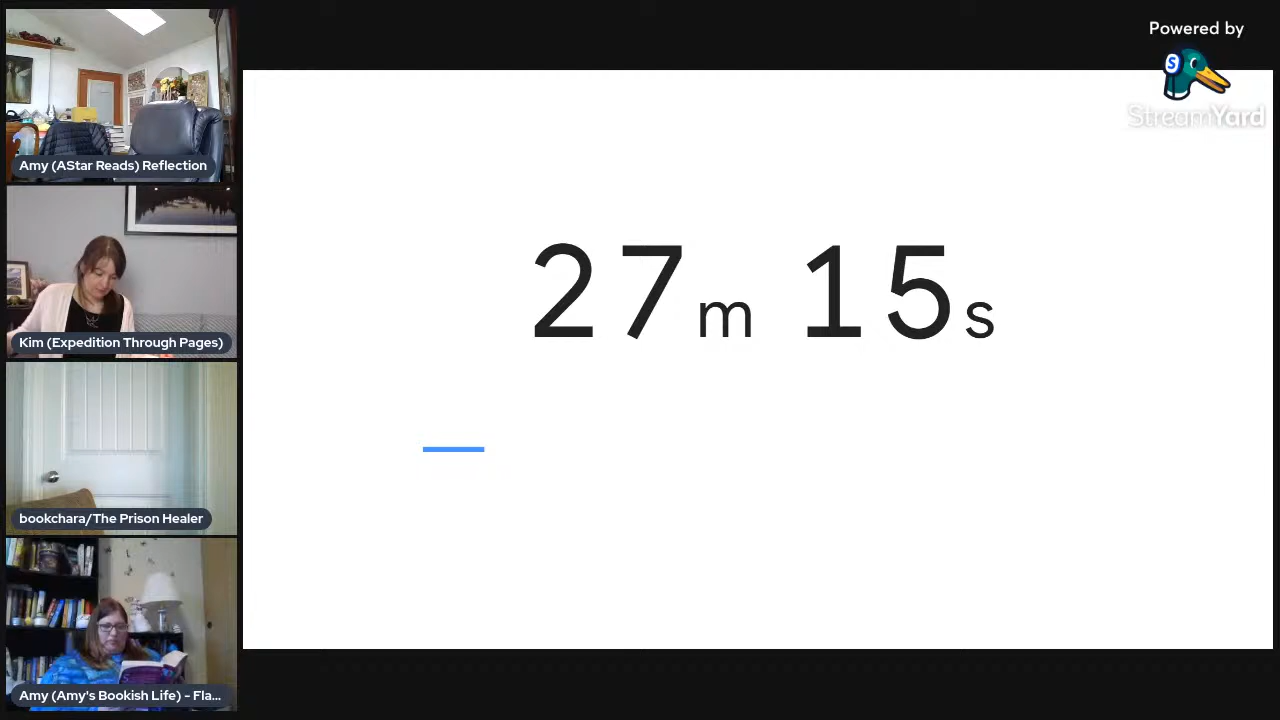 Powered by
StreamYard
Amy (AStar Reads) Reflection
27m 15s
Kim (Expedition Through Pages)
bookchara/The Prison Healer
Amy (Amy's Bookish Life) - Fla...